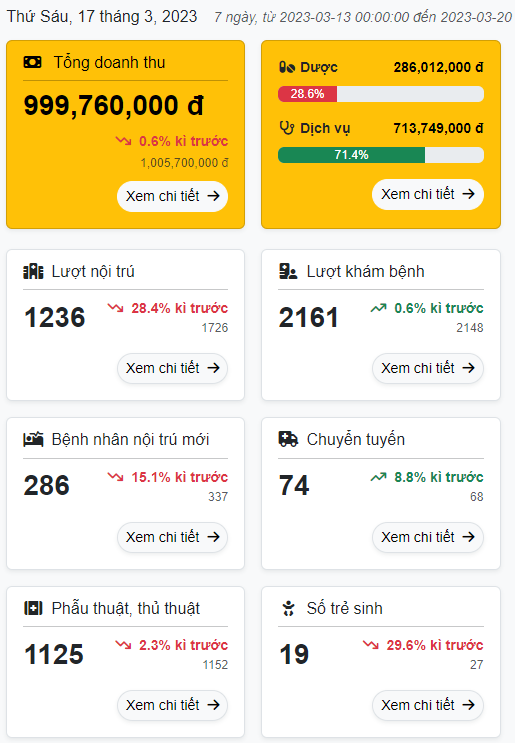 Thứ Sáu, 17 tháng 3, 2023 7 ngày, từ 2023-03-13 00:00:00 đến 2023-03-20
Tổng doanh thu
999,760,000 đ
0.6% kì trước
1,005,700,000 đ
Xem chi tiết →
Dược 286,012,000 đ
28.6%
Dịch vụ 713,749,000 đ
71.4%
Xem chi tiết →
Lượt nội trú
1236 28.4% kì trước
1726
Xem chi tiết →
Lượt khám bệnh
2161 0.6% kì trước
2148
Xem chi tiết →
Bệnh nhân nội trú mới
286 15.1% kì trước
337
Xem chi tiết →
Chuyển tuyến
74 8.8% kì trước
68
Xem chi tiết →
Phẫu thuật, thủ thuật
1125 2.3% kì trước
1152
Xem chi tiết →
Số trẻ sinh
19 29.6% kì trước
27
Xem chi tiết →